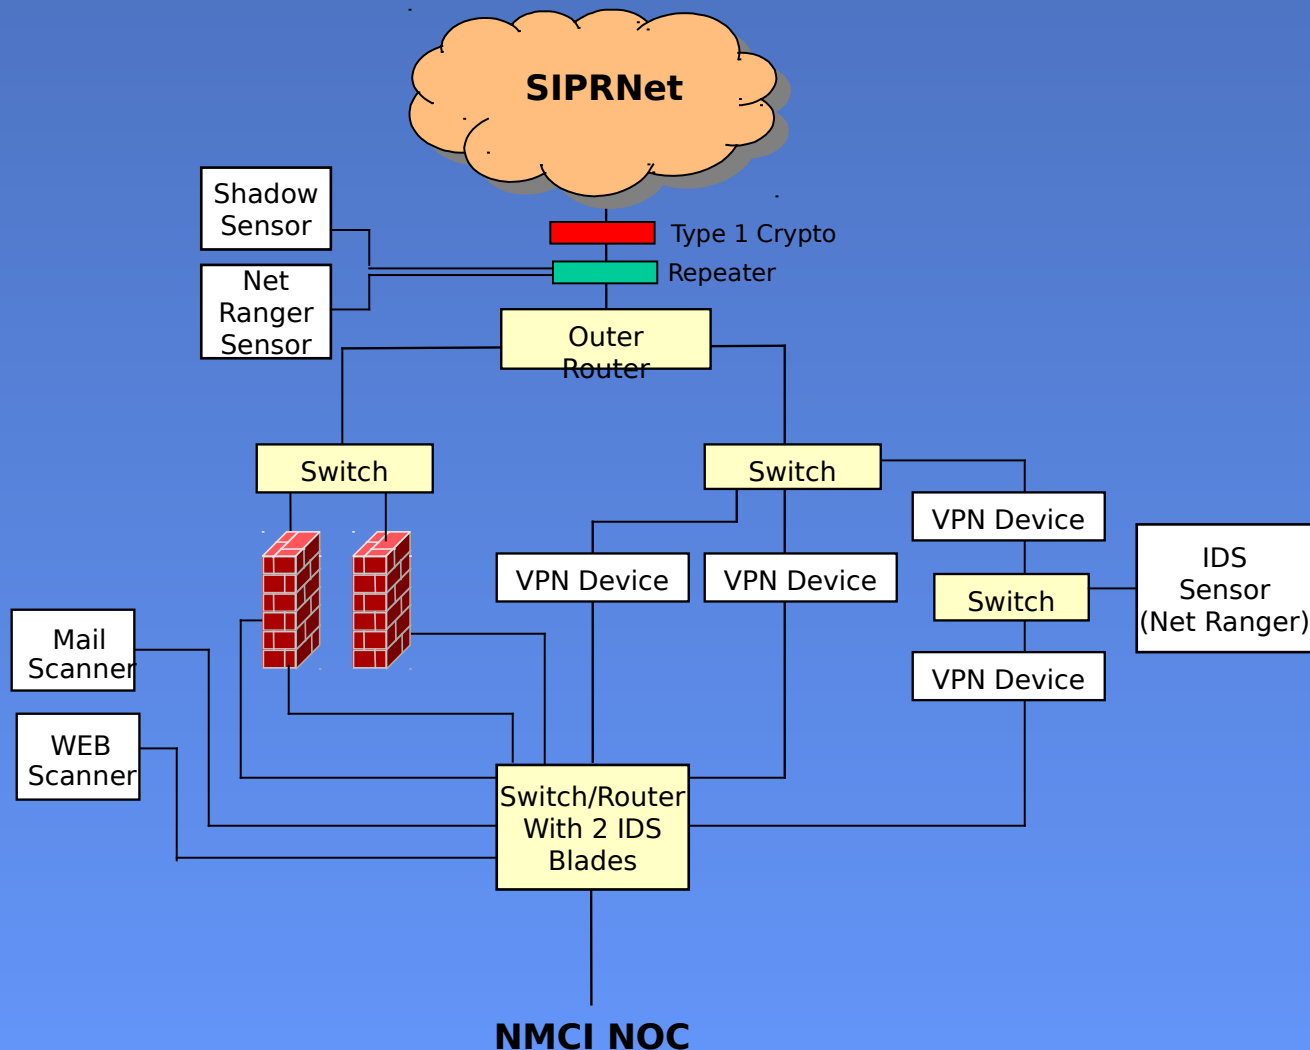 SIPRNet
Shadow
Sensor
Type 1 Crypto
Net
Ranger
Sensor
Repeater
Outer
Router
Switch
Switch
VPN Device
VPN Device
VPN Device
IDS
Sensor
(Net Ranger)
Switch
Mail
Scanner
VPN Device
WEB
Scanner
Switch/Router
With 2 IDS
Blades
NMCI NOC